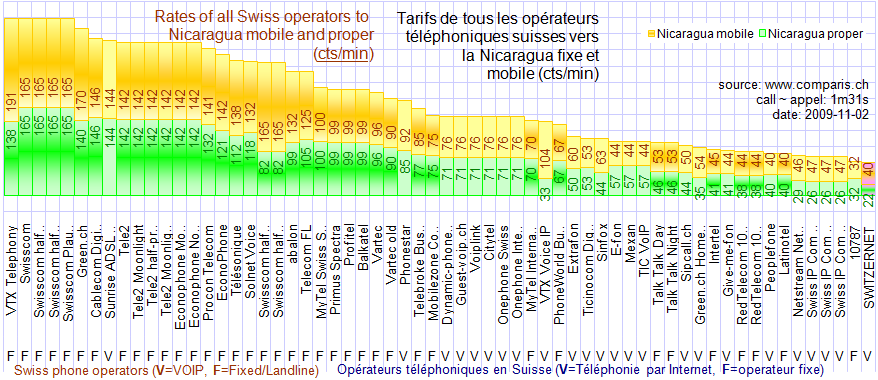 Rates of all Swiss operators to
Nicaragua mobile and proper
(cts/min)
Tarifs de tous les opérateurs
téléphoniques suisses vers
la Nicaragua fixe et
mobile (cts/min)
Nicaragua mobile
Nicaragua proper
source: www.comparis.ch
call ~ appel: 1m31s
date: 2009-11-02
191 165 165 165 165 170 146 144 142 142 142 142 142 142 141 142 138 132 165 165 132 125 100 99 99 99 96 90 92 85 75 76 76 76 76 76 76 70 104 67 60 53 63 44 44 44 53 53 50 54 45 44 44 44 40 40 46 47 47 47 32 40
138 165 165 165 165 140 146 144 142 142 142 142 142 142 132 121 112 118 82 82 99 105 100 99 99 99 96 90 85 77 75 71 71 71 71 71 71 70 33 67 50 53 44 57 57 57 53 53 44 35 45 41 38 38 40 40 29 26 26 26 32 22
VTX Telephony
Swisscom
Swisscom half..
Swisscom half..
Swisscom Plau..
Green.ch
Cablecom Digi..
Sunrise ADSL
Tele2
Tele2 Moonlight
Tele2 half-pr..
Tele2 Moonlig..
Econophone Mo..
Econophone No..
Procon Telecom
EconoPhone
Télésonique
Solnet Voice
Swisscom half..
Swisscom half..
abalon
Telecom FL
MyTel Swiss S..
Primus Spectra
Profitel
Balkatel
Vartec
Vartec old
Phonestar
Telebroke Bas..
Mobilezone Co..
Dynamic-phone..
Guest-voip.ch
Voiplink
Citytel
Onephone Swiss
Onephone Inte..
MyTel Interna..
VTX Voice IP
PhoneWorld Bu..
Extrafon
Ticinocom Dig..
Sinfox
E-fon
Mexan
TIC VoIP
Talk Talk Day
Talk Talk Night
Sipcall.ch
Green.ch Home..
Intertel
Give-me-fon
RedTelecom 10..
RedTelecom 10..
Peoplefone
Latinotel
Netstream Net..
Swiss IP Com ..
Swiss IP Com ..
Swiss IP Com ..
10787
SWITZERNET
F F F F F F F V F F F F F F F F F F F F F F F F F F F F V F F V V V V V V F V F V V V V V V F F V V F V F F V F V V V V F V
Swiss phone operators (V=VOIP, F=Fixed/Landline)
Opérateurs téléphoniques en Suisse (V=Téléphonie par Internet, F=operateur fixe)